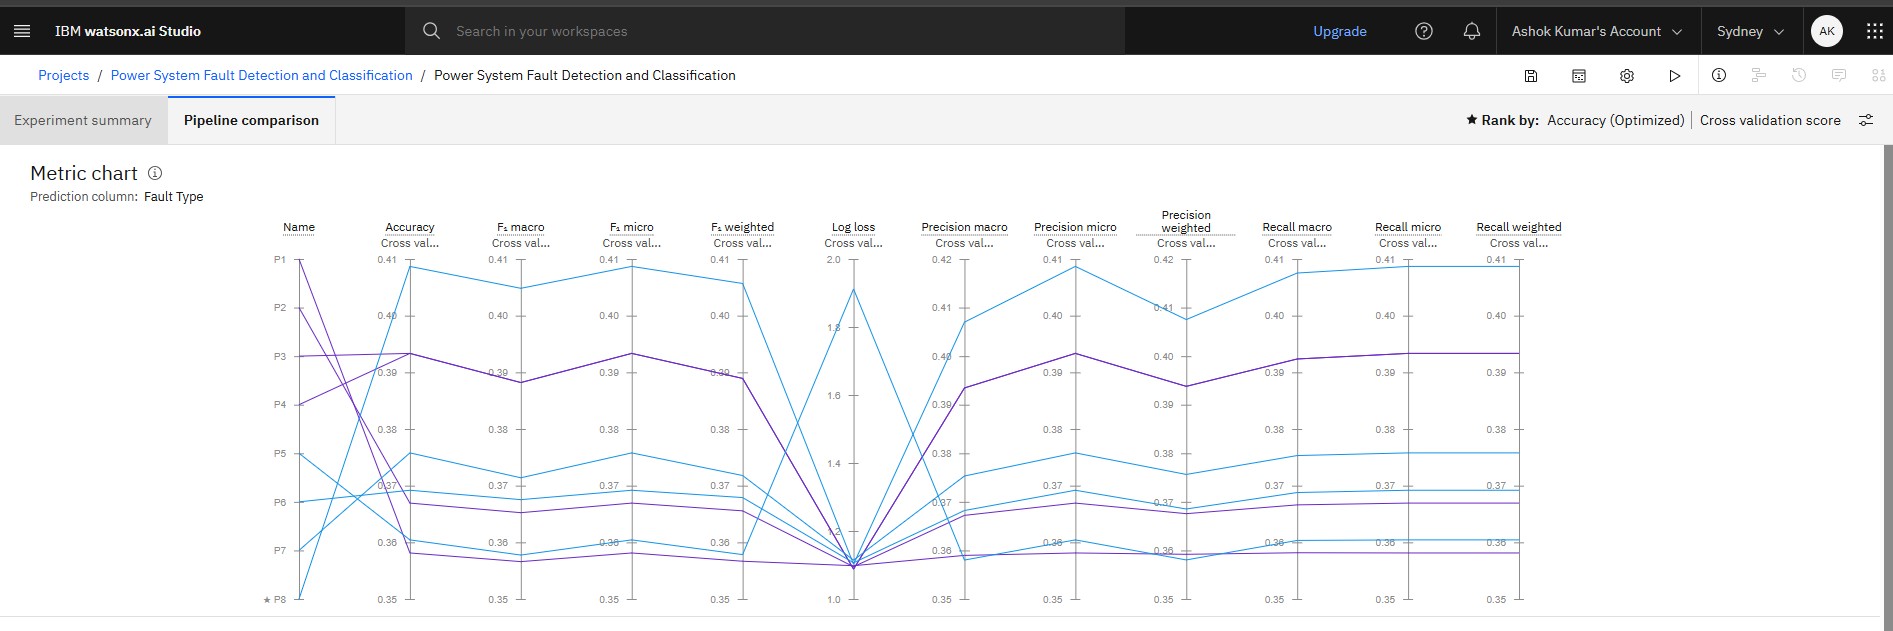 IBM watsonx.ai Studio
Search in your workspaces
Upgrade
Ashok Kumar's Account
Sydney
AK
Projects / Power System Fault Detection and Classification / Power System Fault Detection and Classification
Experiment summary
Pipeline comparison
★ Rank by: Accuracy (Optimized) | Cross validation score
Metric chart
Prediction column: Fault Type
Name Accuracy F₁ macro F₁ micro F₁ weighted Log loss Precision macro Precision micro Precision weighted Recall macro Recall micro Recall weighted
Cross val... Cross val... Cross val... Cross val... Cross val... Cross val... Cross val... Cross val... Cross val... Cross val... Cross val...
P1 0.41 0.41 0.41 0.41 2.0 0.42 0.41 0.42 0.41 0.41 0.41
P2 0.41 0.41
0.40 0.40 0.40 0.40 0.40 0.40 0.40 0.40
1.8
P3 0.40 0.40
0.39 0.39 0.39 0.39 0.39 0.39 0.39 0.39
1.6
P4 0.39 0.39
0.38 0.38 0.38 0.38 0.38 0.38 0.38 0.38
P5 0.38 0.38
1.4
0.37 0.37 0.37 0.37 0.37 0.37 0.37 0.37
P6 0.37 0.37
1.2
0.36 0.36 0.36 0.36 0.36 0.36 0.36 0.36
P7 0.36 0.36
★ P8 0.35 0.35 0.35 0.35 1.0 0.35 0.35 0.35 0.35 0.35 0.35